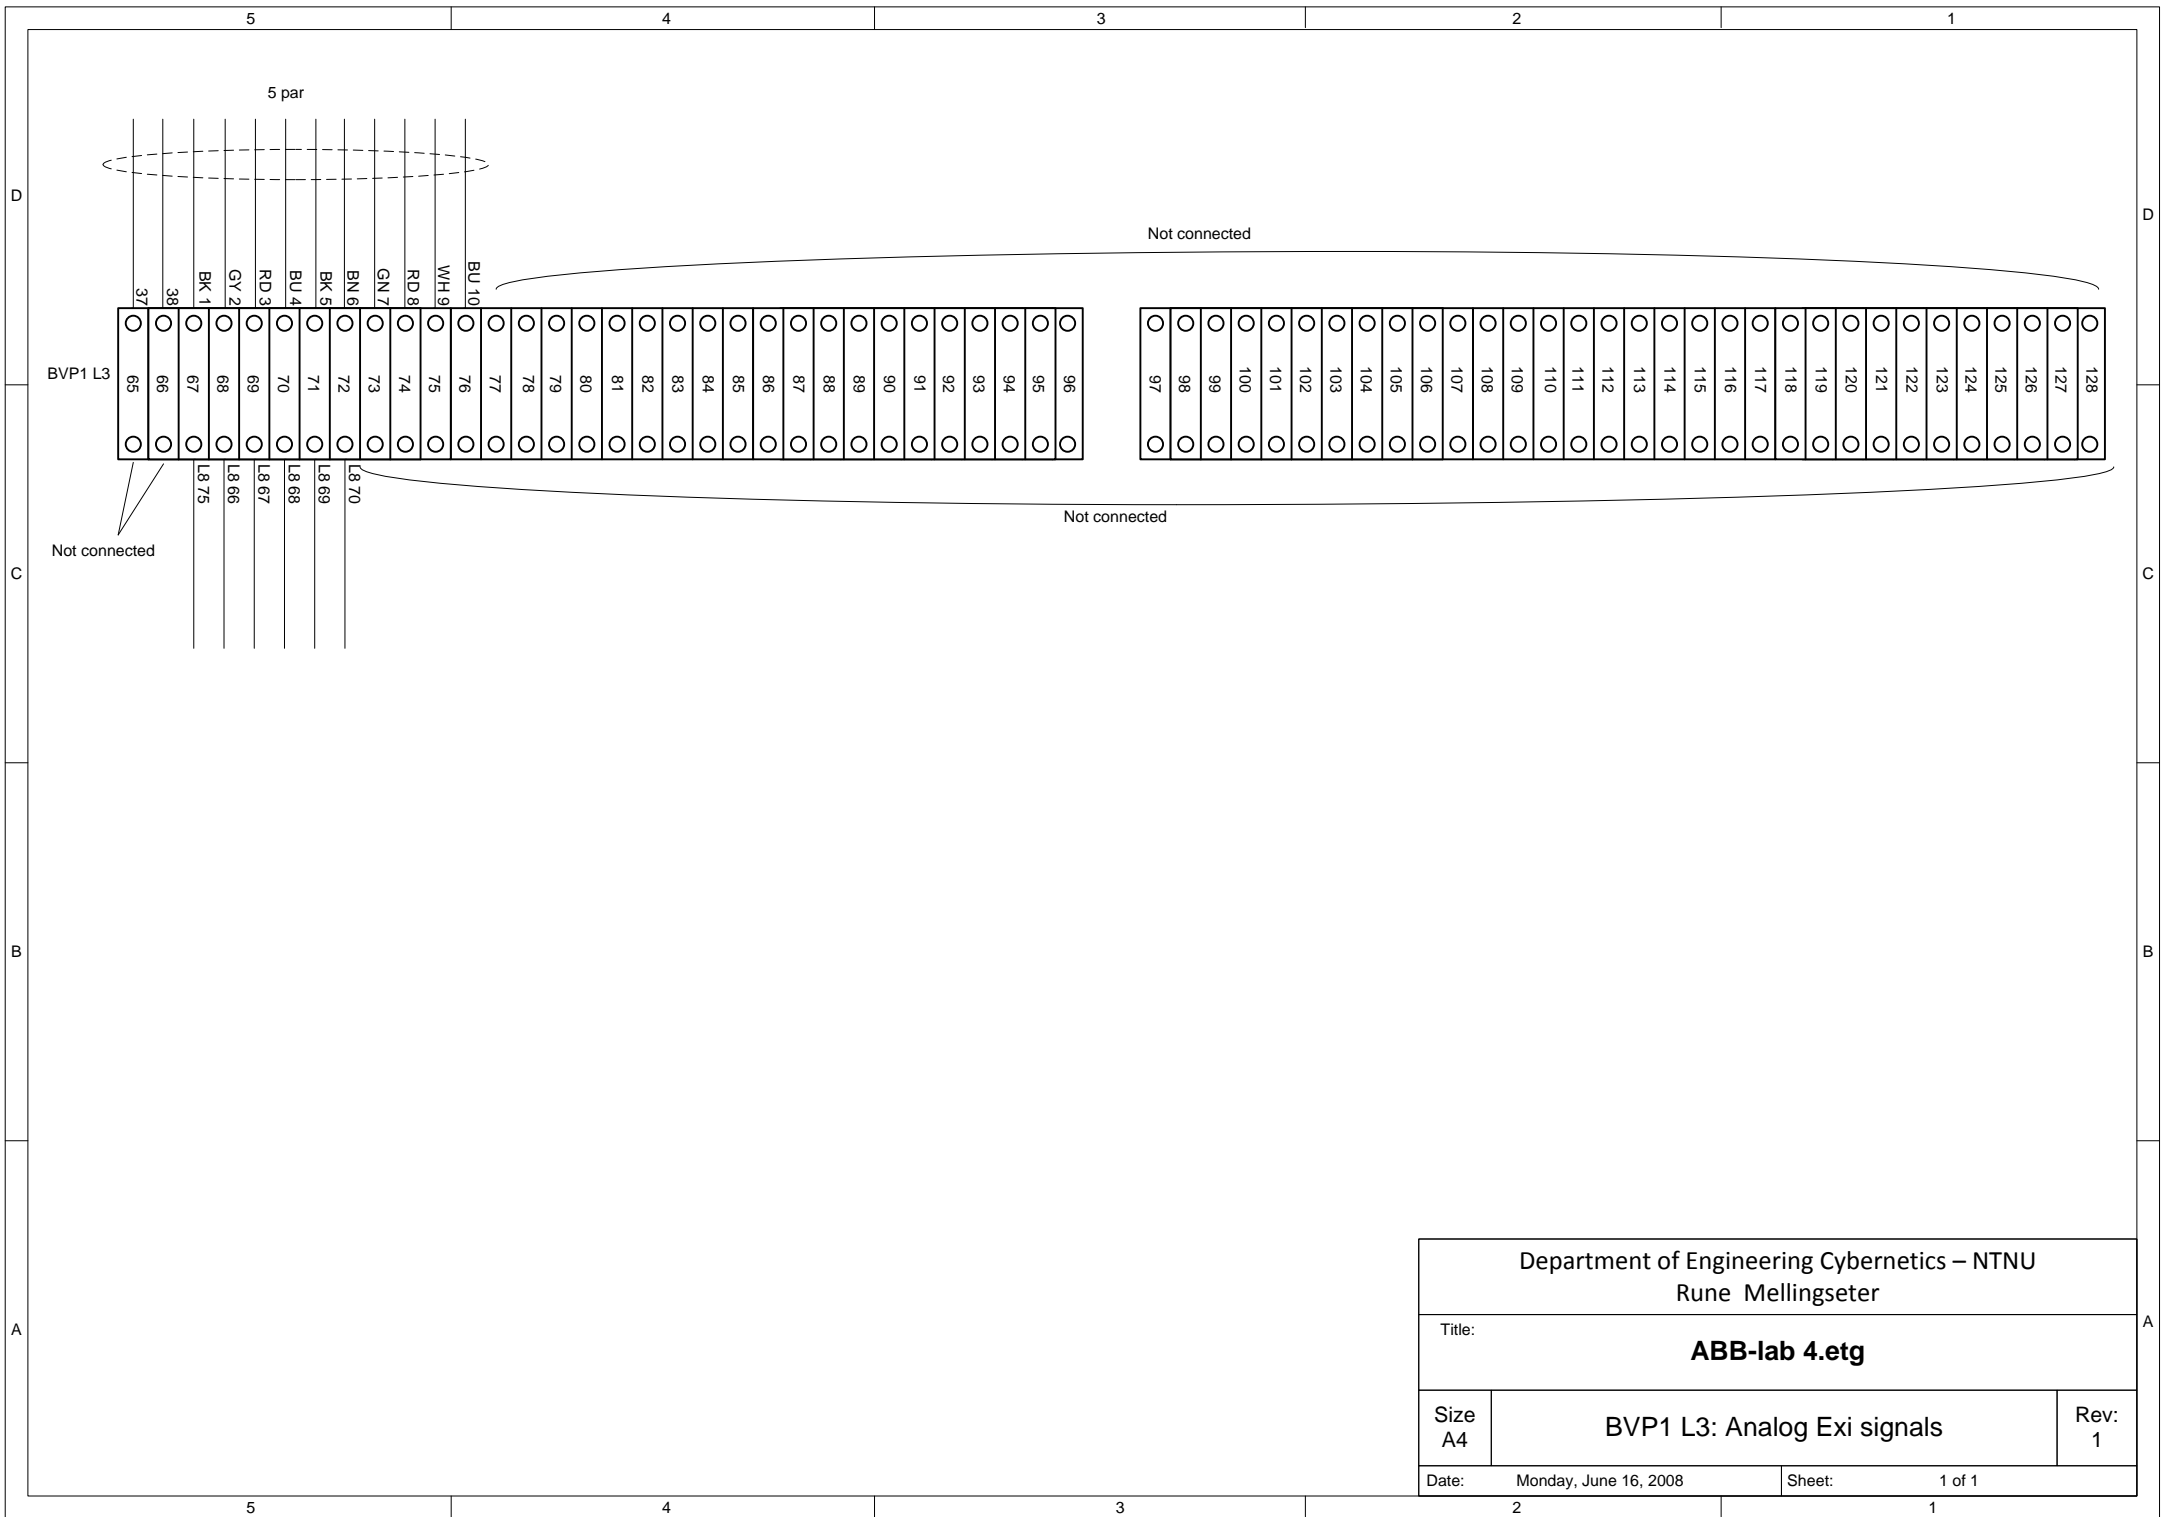 5 4 3 2 1
5 par
D D
Not connected
37 38 BK 1 GY 2 RD 3 BU 4 BK 5 BN 6 GN 7 RD 8 WH 9 BU 10
BVP1 L3
65 66 67 68 69 70 71 72 73 74 75 76 77 78 79 80 81 82 83 84 85 86 87 88 89 90 91 92 93 94 95 96
97 98 99 100 101 102 103 104 105 106 107 108 109 110 111 112 113 114 115 116 117 118 119 120 121 122 123 124 125 126 127 128
L8 75 L8 66 L8 67 L8 68 L8 69 L8 70
Not connected
Not connected
C C
B B
A A
Department of Engineering Cybernetics – NTNU
Rune Mellingseter
Title:
ABB-lab 4.etg
Size
A4
BVP1 L3: Analog Exi signals
Rev:
1
Date: Monday, June 16, 2008
Sheet: 1 of 1
5 4 3 2 1